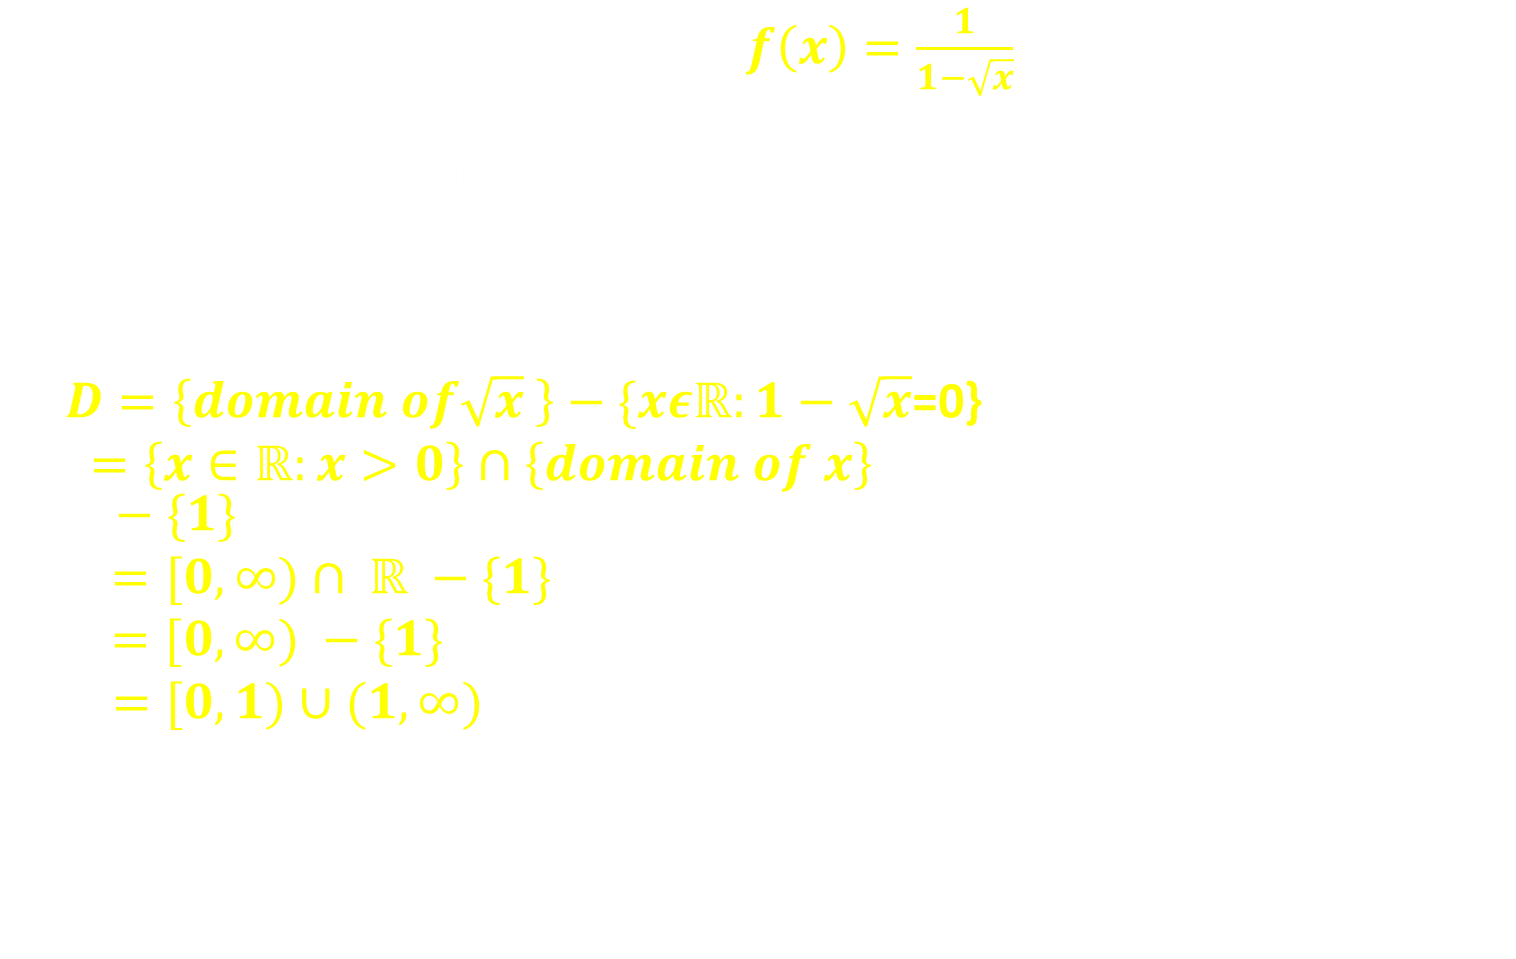 f(x) = 1/(1−√x)
D = {domain of√x } − {xϵℝ: 1 − √x=0}
= {x ∈ ℝ: x > 0} ∩ {domain of x}
− {1}
= [0, ∞) ∩ ℝ − {1}
= [0, ∞) − {1}
= [0, 1) ∪ (1, ∞)